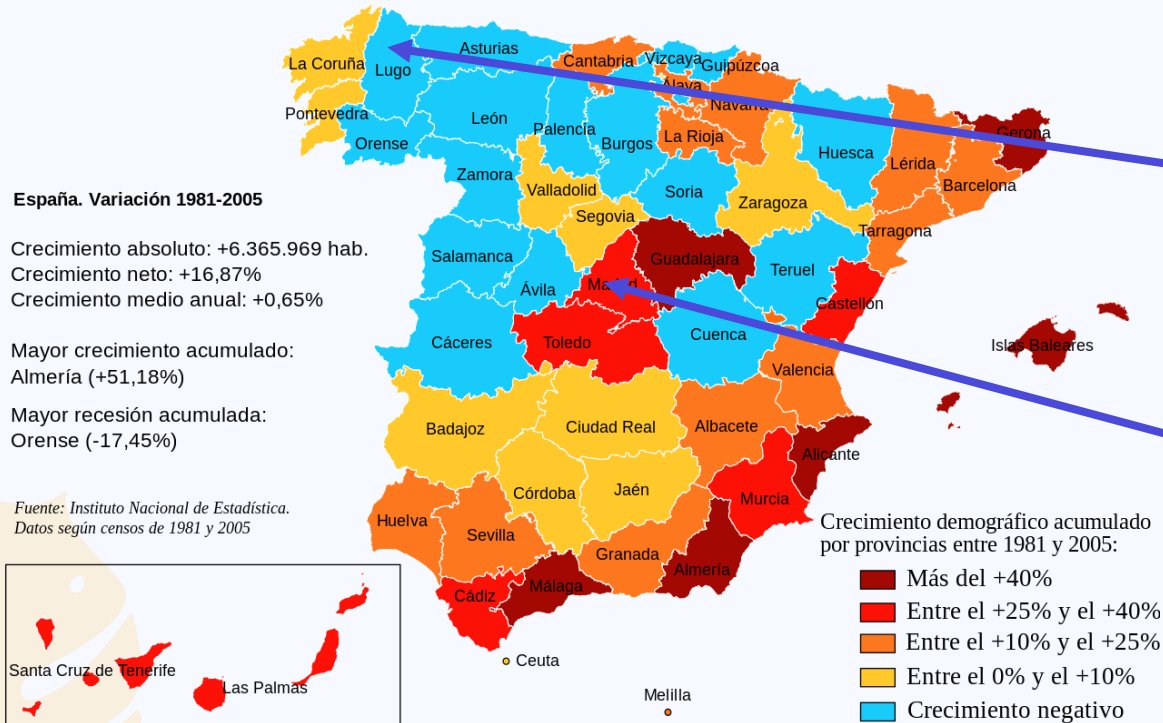 La Coruña
Lugo
Asturias
Cantabria
Vizcaya
Guipúzcoa
Álava
Navarra
Pontevedra
Orense
León
Palencia
Burgos
La Rioja
Huesca
Lérida
Gerona
Barcelona
Zamora
Valladolid
Soria
Zaragoza
Segovia
Tarragona
España. Variación 1981-2005
Crecimiento absoluto: +6.365.969 hab.
Crecimiento neto: +16,87%
Crecimiento medio anual: +0,65%
Mayor crecimiento acumulado:
Almería (+51,18%)
Mayor recesión acumulada:
Orense (-17,45%)
Fuente: Instituto Nacional de Estadística.
Datos según censos de 1981 y 2005
Salamanca
Ávila
Madrid
Guadalajara
Teruel
Castellón
Cáceres
Toledo
Cuenca
Islas Baleares
Valencia
Badajoz
Ciudad Real
Albacete
Alicante
Córdoba
Jaén
Murcia
Huelva
Sevilla
Granada
Almería
Cádiz
Málaga
Ceuta
Melilla
Santa Cruz de Tenerife
Las Palmas
Crecimiento demográfico acumulado
por provincias entre 1981 y 2005:
Más del +40%
Entre el +25% y el +40%
Entre el +10% y el +25%
Entre el 0% y el +10%
Crecimiento negativo